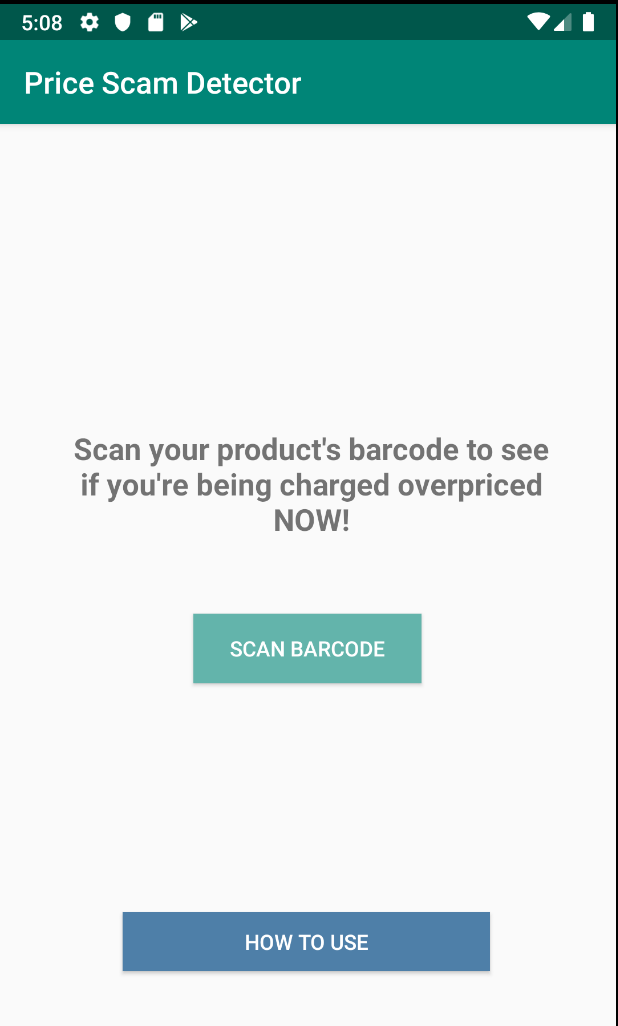 5:08
Price Scam Detector
Scan your product's barcode to see
if you're being charged overpriced
NOW!
SCAN BARCODE
HOW TO USE